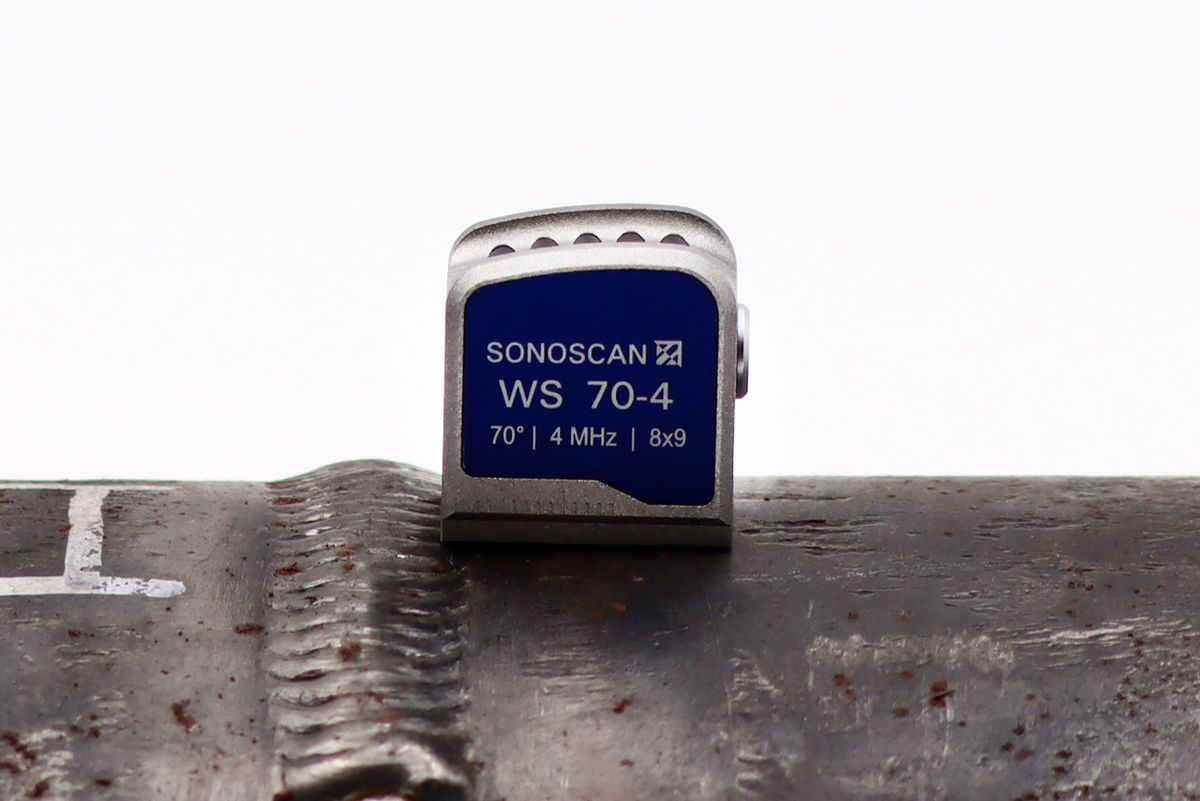 SONOSCAN
WS 70-4
70° | 4 MHz | 8x9